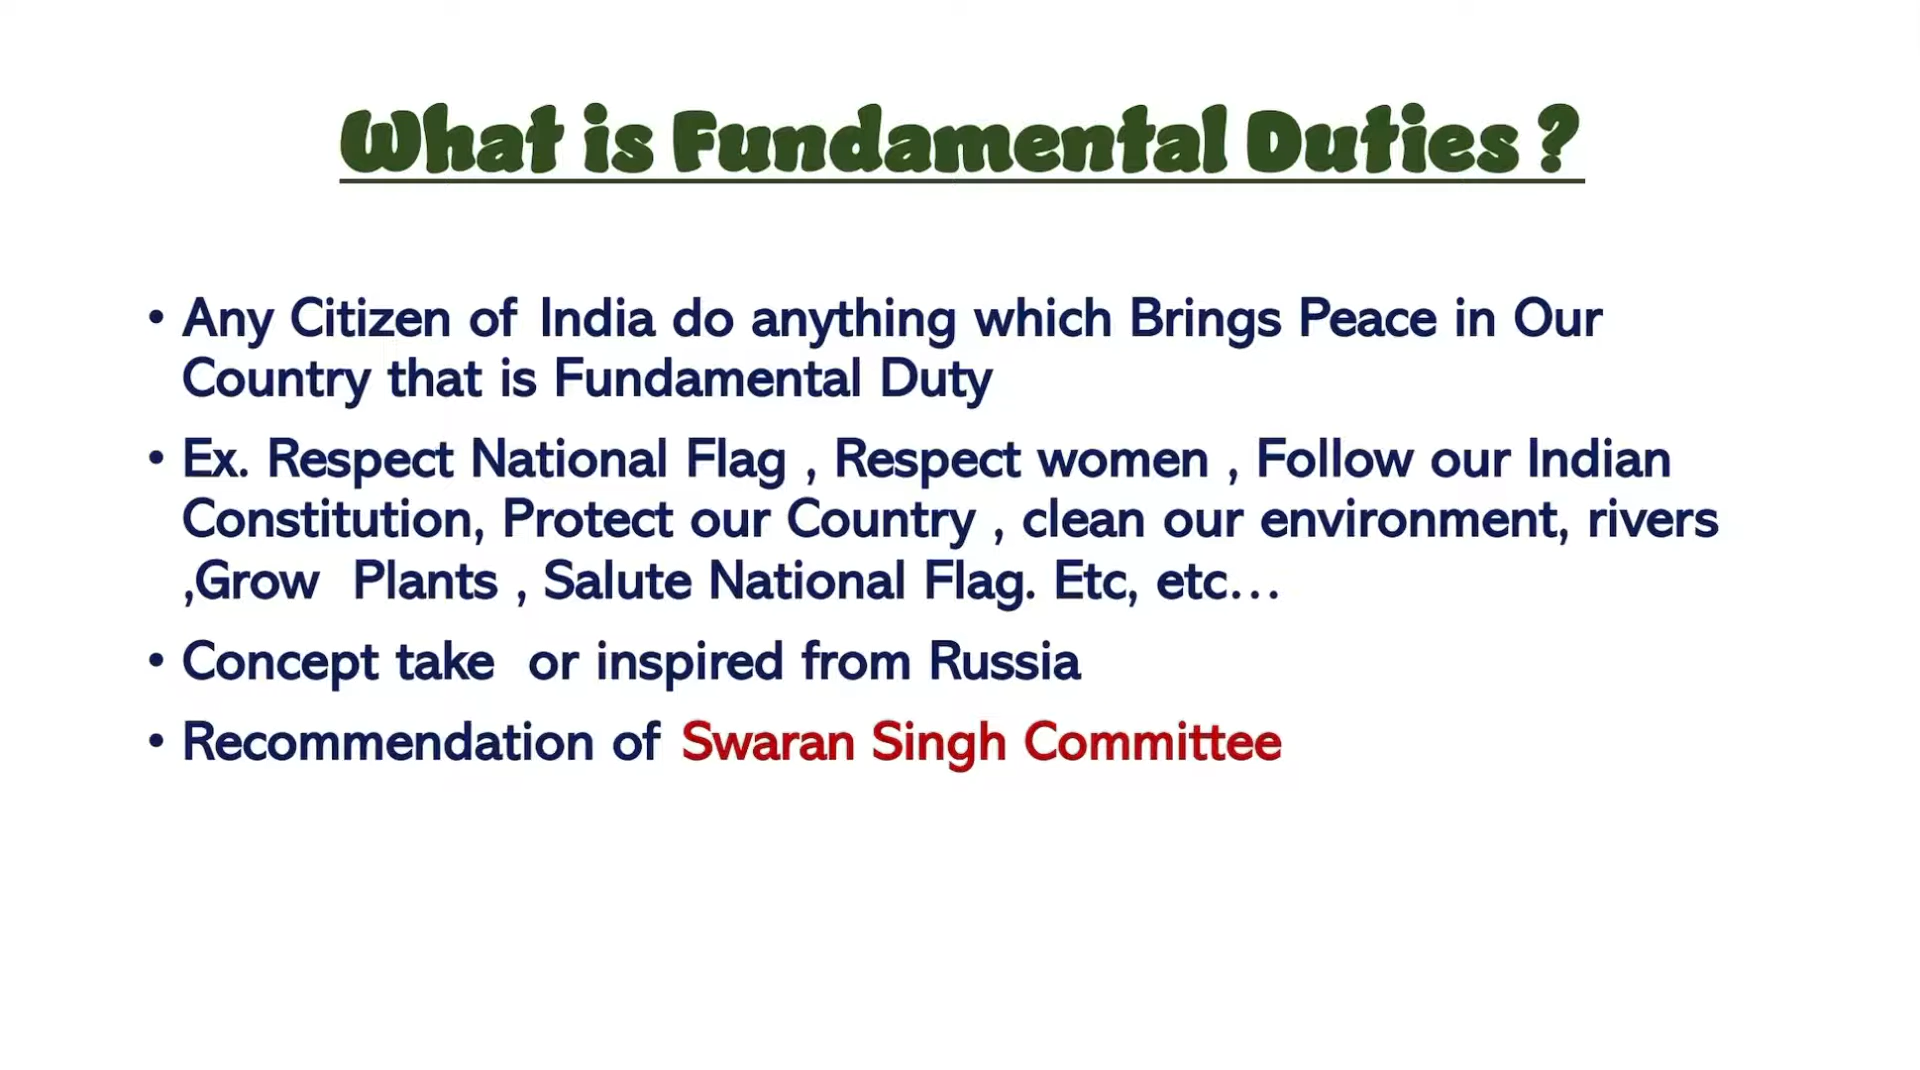 What is Fundamental Duties ?
• Any Citizen of India do anything which Brings Peace in Our
Country that is Fundamental Duty
• Ex. Respect National Flag , Respect women , Follow our Indian
Constitution, Protect our Country , clean our environment, rivers
,Grow  Plants , Salute National Flag. Etc, etc...
• Concept take  or inspired from Russia
• Recommendation of Swaran Singh Committee